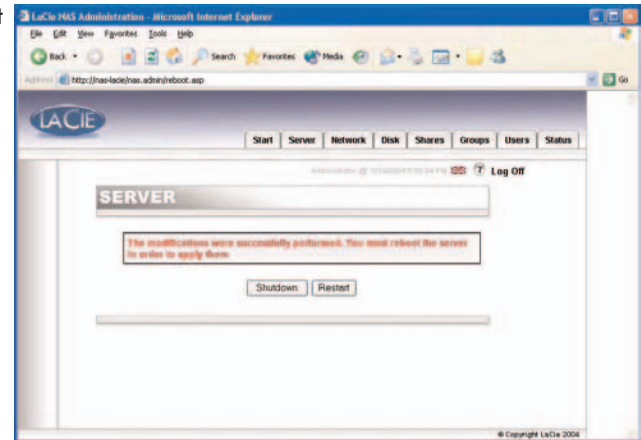 t
LaCie NAS Administration - Microsoft Internet Explorer
File Edit View Favorites Tools Help
Back Search Favorites Media
Address http://nas-lacie/nas.admin/reboot.asp Go
LACIE
Start Server Network Disk Shares Groups Users Status
? Log Off
SERVER
The modifications were successfully performed. You must reboot the server
in order to apply them
Shutdown Restart
© Copyright LaCie 2004